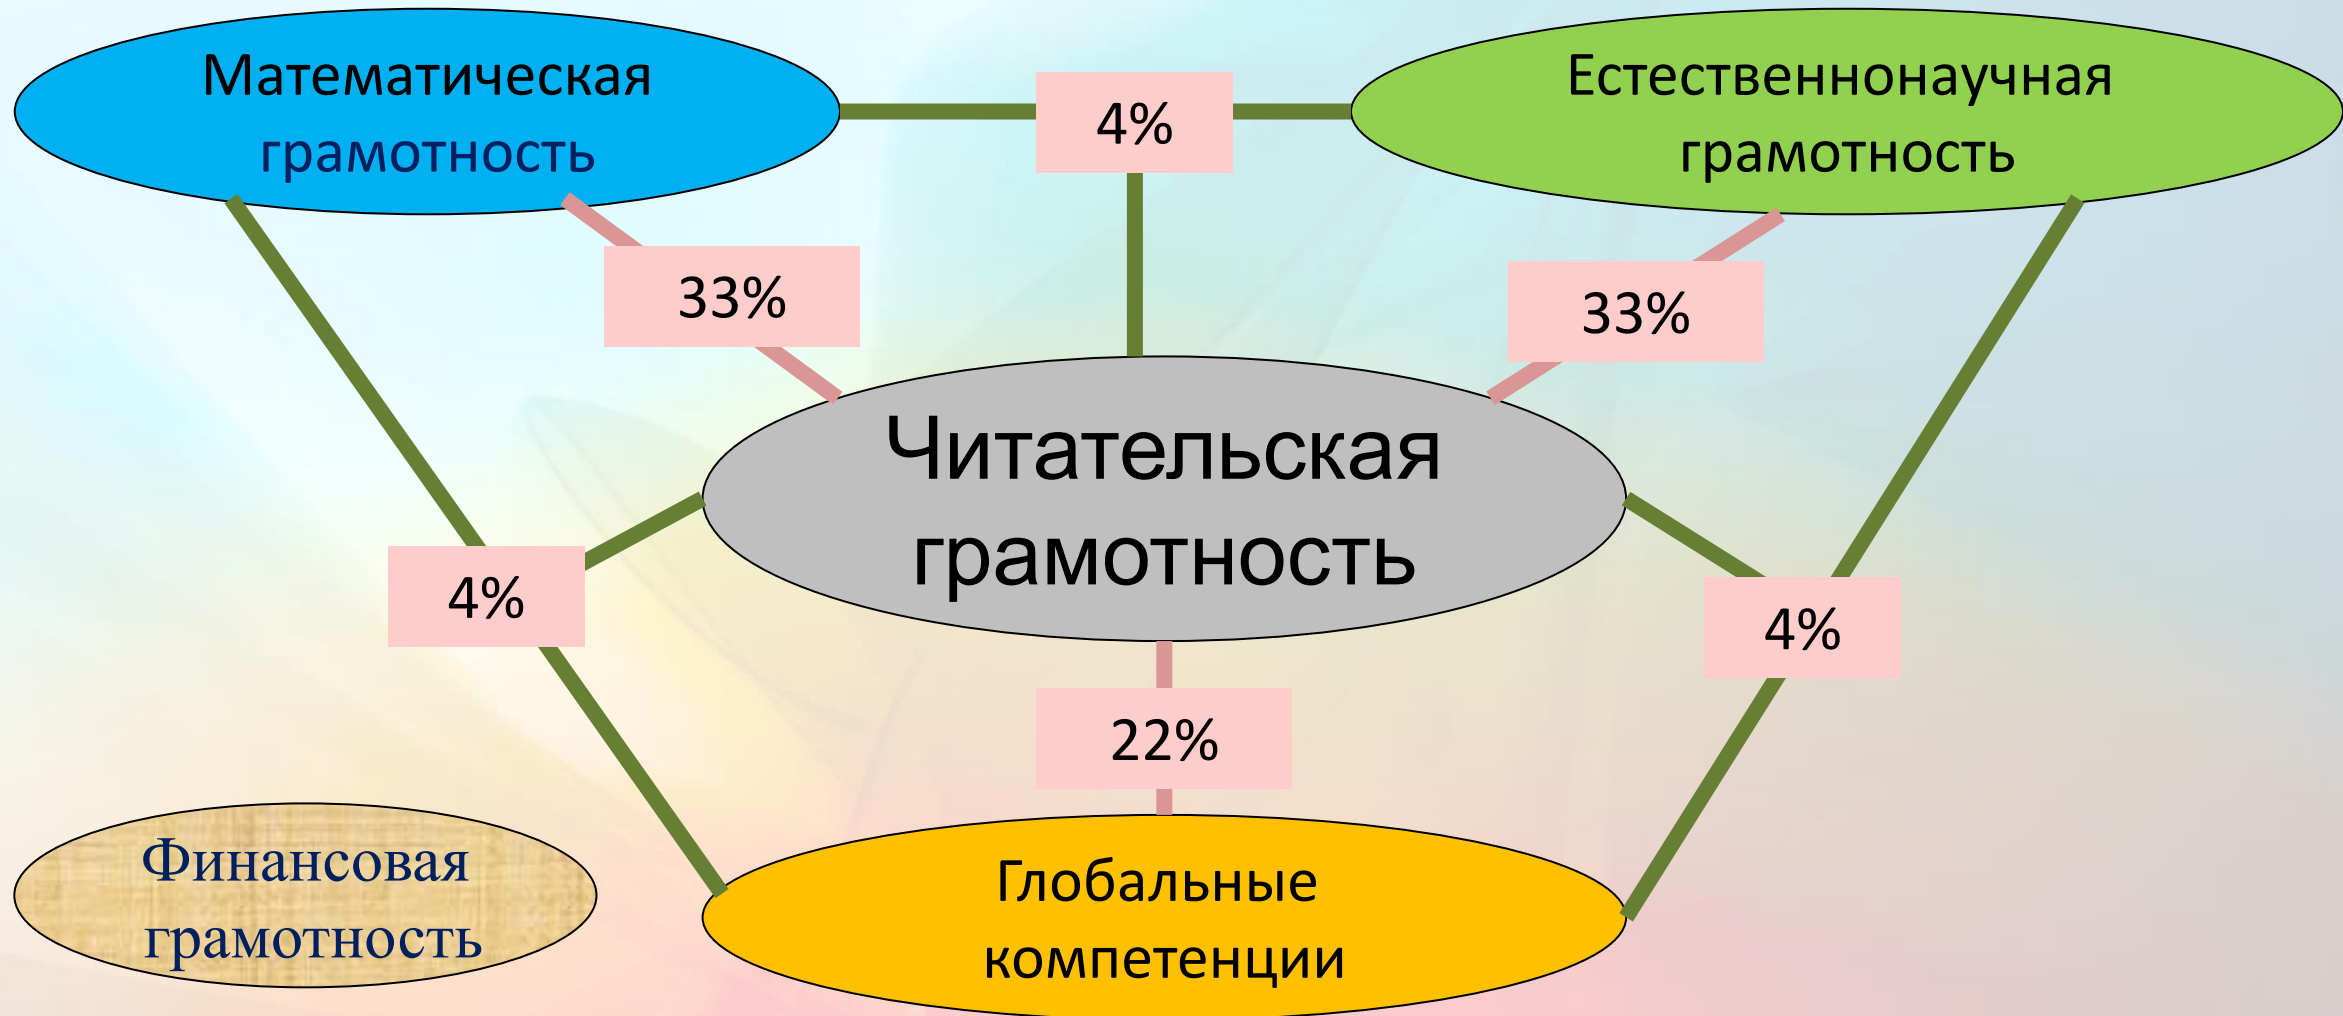 Математическая
грамотность
Естественнонаучная
грамотность
4%
33%
33%
Читательская
грамотность
4%
4%
22%
Финансовая
грамотность
Глобальные
компетенции